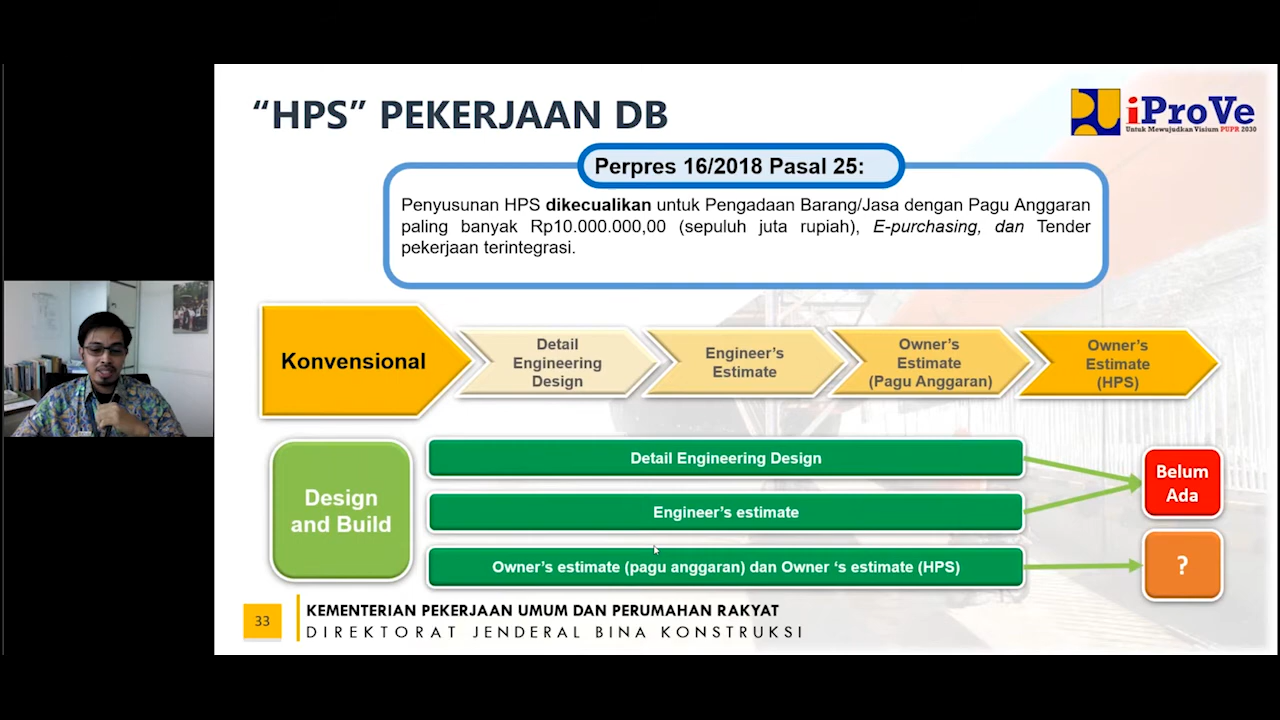 “HPS” PEKERJAAN DB
iProVe
Untuk Mewujudkan Visium PUPR 2030
Perpres 16/2018 Pasal 25:
Penyusunan HPS dikecualikan untuk Pengadaan Barang/Jasa dengan Pagu Anggaran
paling banyak Rp10.000.000,00 (sepuluh juta rupiah), E-purchasing, dan Tender
pekerjaan terintegrasi.
Konvensional
Detail
Engineering
Design
Engineer’s
Estimate
Owner’s
Estimate
(Pagu Anggaran)
Owner’s
Estimate
(HPS)
Design
and Build
Detail Engineering Design
Engineer’s estimate
Owner’s estimate (pagu anggaran) dan Owner ‘s estimate (HPS)
Belum
Ada
?
33
KEMENTERIAN PEKERJAAN UMUM DAN PERUMAHAN RAKYAT
DIREKTORAT JENDERAL BINA KONSTRUKSI